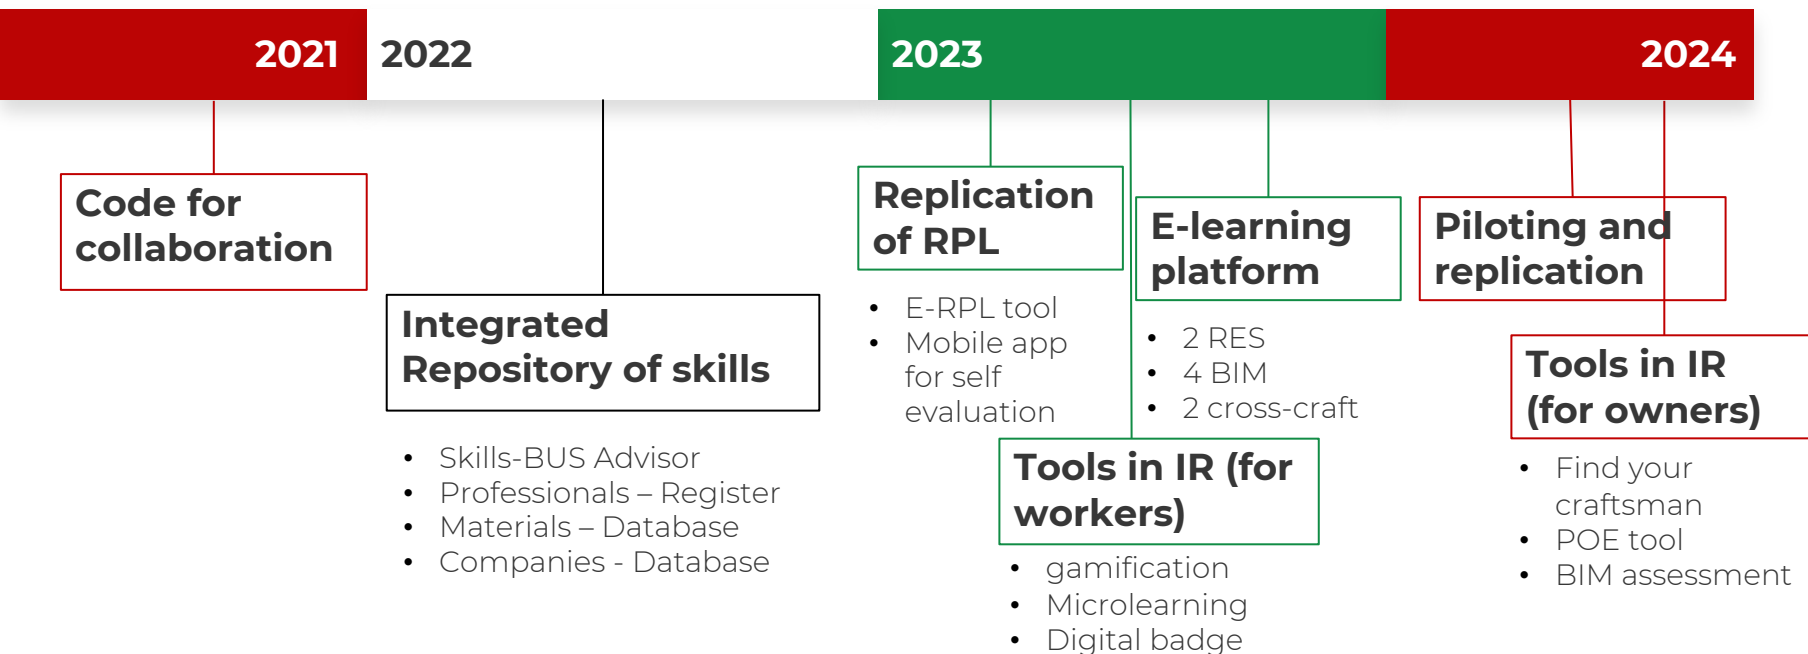 2021
2022
2023
2024
Code for
collaboration
Integrated
Repository of skills
• Skills-BUS Advisor
• Professionals – Register
• Materials – Database
• Companies - Database
Replication
of RPL
• E-RPL tool
• Mobile app
for self
evaluation
E-learning
platform
• 2 RES
• 4 BIM
• 2 cross-craft
Tools in IR (for
workers)
• gamification
• Microlearning
• Digital badge
Piloting and
replication
Tools in IR
(for owners)
• Find your
craftsman
• POE tool
• BIM assessment